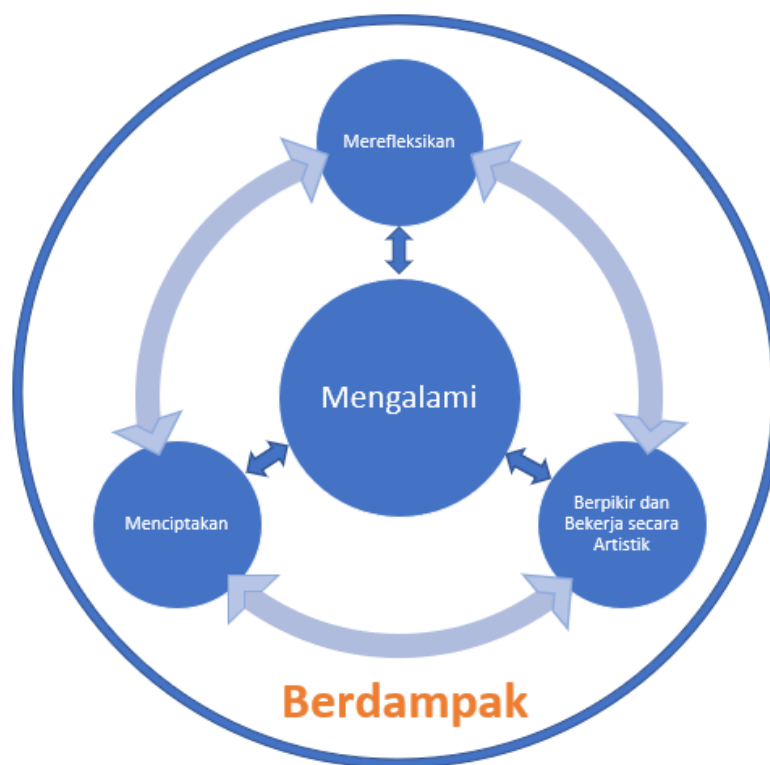 Merefleksikan
Mengalami
Menciptakan
Berpikir dan
Bekerja secara
Artistik
Berdampak